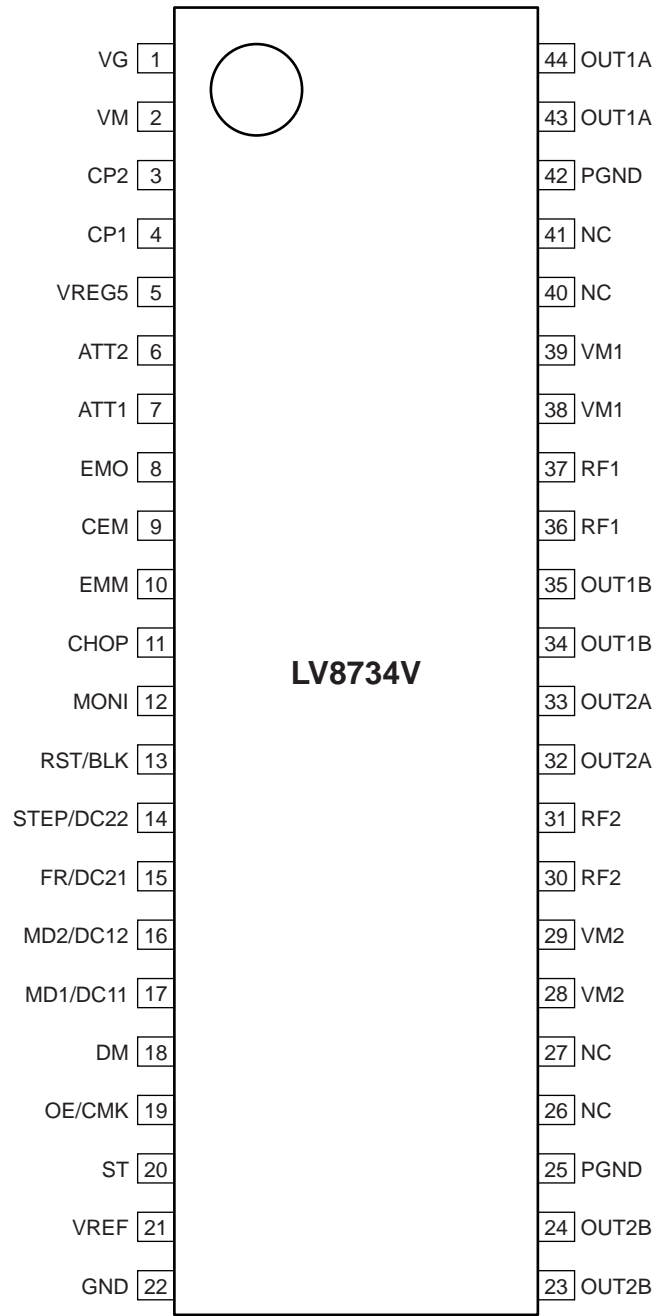 VG 1 44 OUT1A
VM 2 43 OUT1A
CP2 3 42 PGND
CP1 4 41 NC
VREG5 5 40 NC
ATT2 6 39 VM1
ATT1 7 38 VM1
EMO 8 37 RF1
CEM 9 36 RF1
EMM 10 35 OUT1B
CHOP 11 34 OUT1B
LV8734V
MONI 12 33 OUT2A
RST/BLK 13 32 OUT2A
STEP/DC22 14 31 RF2
FR/DC21 15 30 RF2
MD2/DC12 16 29 VM2
MD1/DC11 17 28 VM2
DM 18 27 NC
OE/CMK 19 26 NC
ST 20 25 PGND
VREF 21 24 OUT2B
GND 22 23 OUT2B